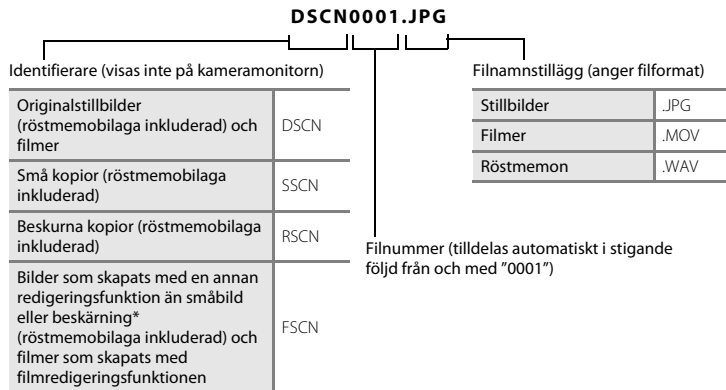 DSCN0001.JPG
Identifierare (visas inte på kameramonitorn)
Originalstillbilder
(röstmemobilaga inkluderad) och
filmer
DSCN
Små kopior (röstmemobilaga
inkluderad)
SSCN
Beskurna kopior (röstmemobilaga
inkluderad)
RSCN
Bilder som skapats med en annan
redigeringsfunktion än småbild
eller beskärning*
(röstmemobilaga inkluderad) och
filmer som skapats med
filmredigeringsfunktionen
FSCN
Filnamnstillägg (anger filformat)
Stillbilder
.JPG
Filmer
.MOV
Röstmemon
.WAV
Filnummer (tilldelas automatiskt i stigande
följd från och med ”0001”)